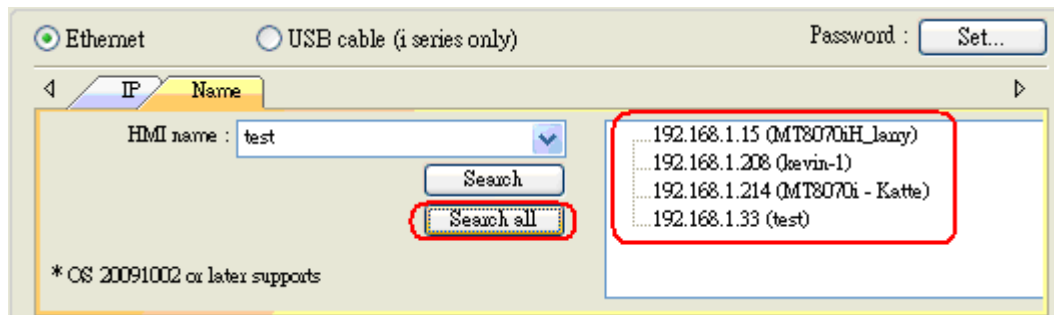 Ethernet USB cable (i series only) Password : Set...
IP Name
HMI name : test
Search
Search all
* OS 20091002 or later supports
192.168.1.15 (MT8070iH_larry)
192.168.1.208 (kevin-1)
192.168.1.214 (MT8070i - Katte)
192.168.1.33 (test)